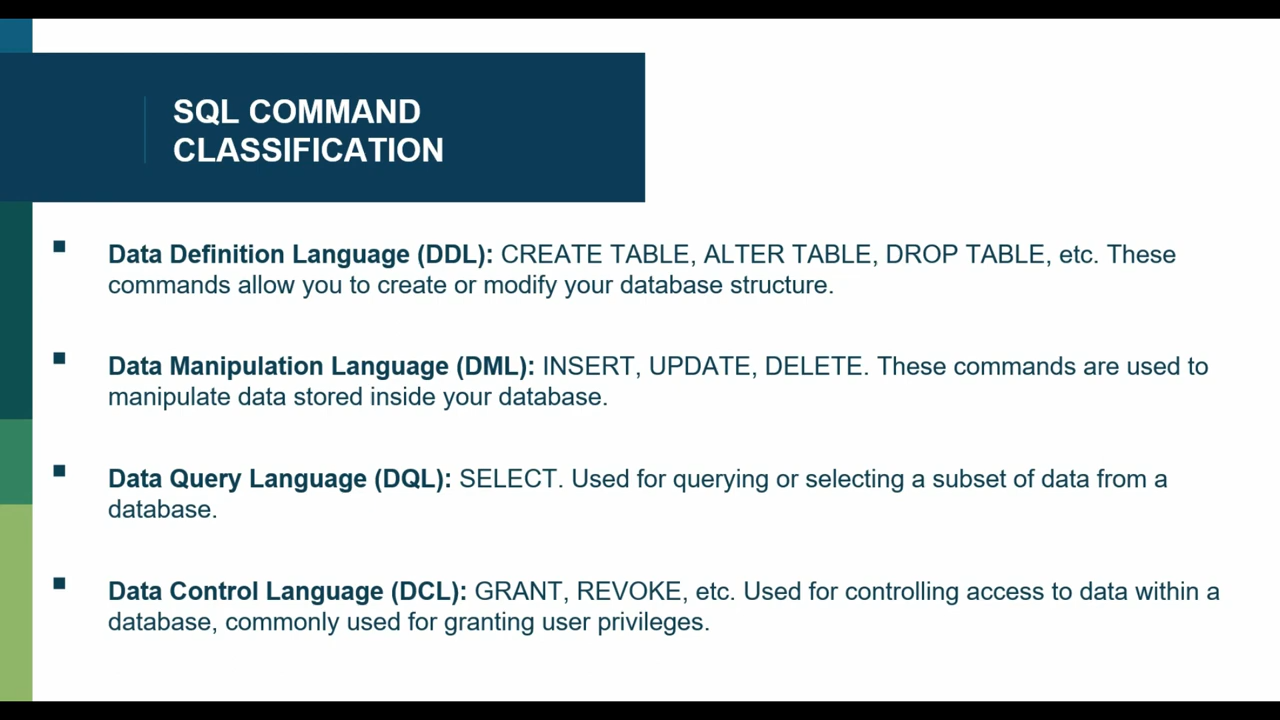 SQL COMMAND
CLASSIFICATION
Data Definition Language (DDL): CREATE TABLE, ALTER TABLE, DROP TABLE, etc. These
commands allow you to create or modify your database structure.
Data Manipulation Language (DML): INSERT, UPDATE, DELETE. These commands are used to
manipulate data stored inside your database.
Data Query Language (DQL): SELECT. Used for querying or selecting a subset of data from a
database.
Data Control Language (DCL): GRANT, REVOKE, etc. Used for controlling access to data within a
database, commonly used for granting user privileges.